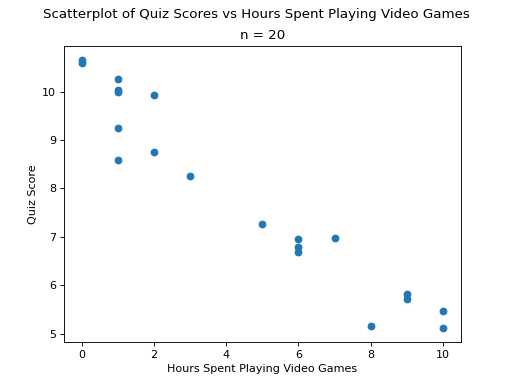 Scatterplot of Quiz Scores vs Hours Spent Playing Video Games
n = 20
10
9
8
7
6
5
Quiz Score
0 2 4 6 8 10
Hours Spent Playing Video Games